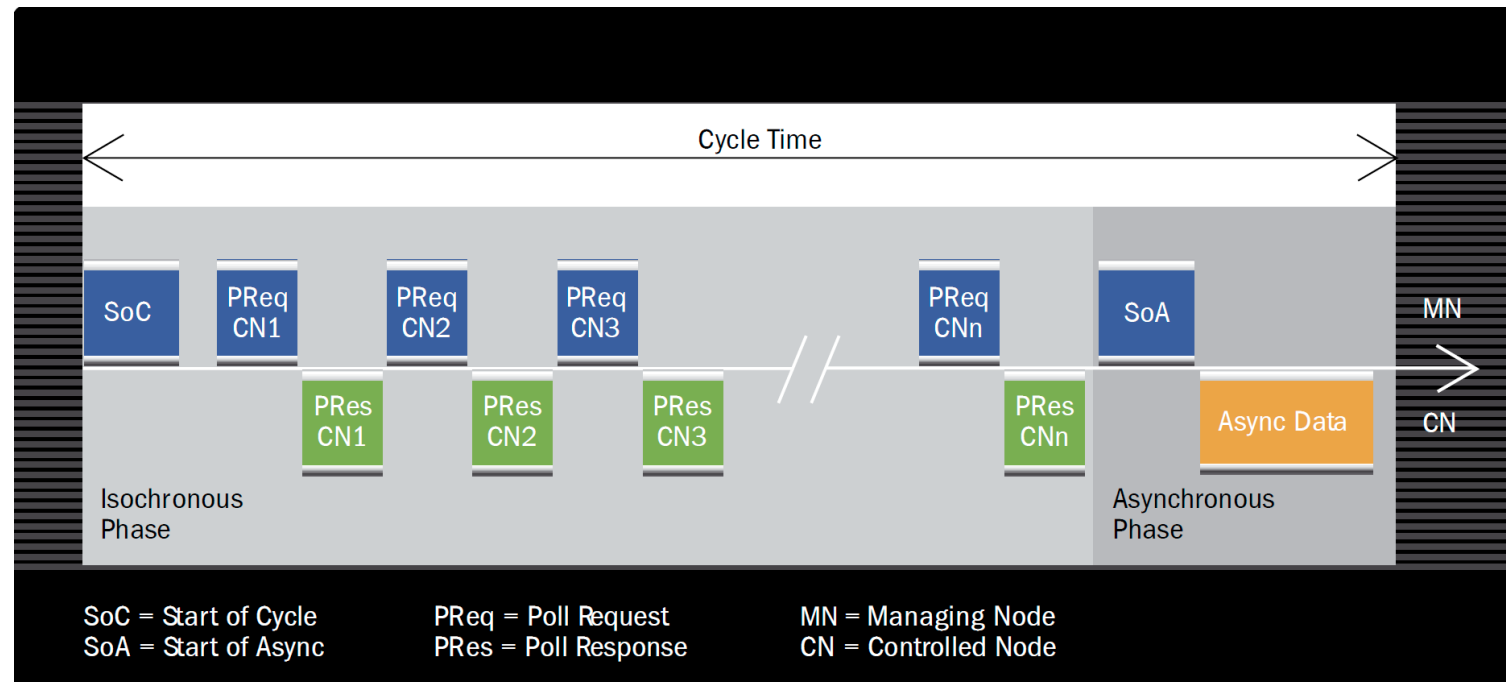 Cycle Time
SoC
PReq
CN1
PReq
CN2
PReq
CN3
PReq
CNn
SoA
MN
PRes
CN1
PRes
CN2
PRes
CN3
PRes
CNn
Async Data
CN
Isochronous
Phase
Asynchronous
Phase
SoC = Start of Cycle
SoA = Start of Async
PReq = Poll Request
PRes = Poll Response
MN = Managing Node
CN = Controlled Node